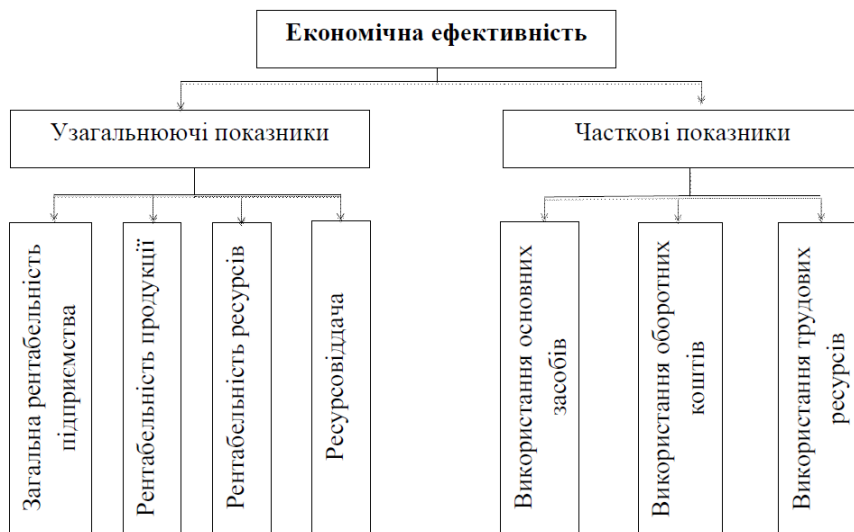 Економічна ефективність
Узагальнюючі показники
Часткові показники
Загальна рентабельність
підприємства
Рентабельність продукції
Рентабельність ресурсів
Ресурсовіддача
Використання основних
засобів
Використання оборотних
коштів
Використання трудових
ресурсів